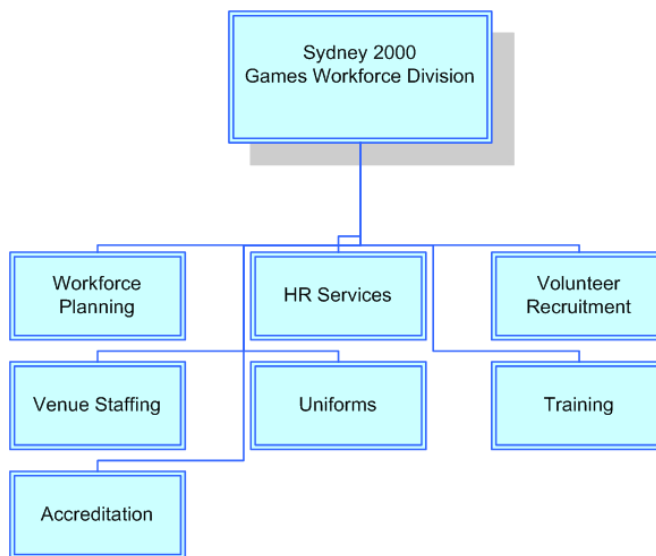 Sydney 2000
Games Workforce Division
Workforce
Planning
HR Services
Volunteer
Recruitment
Venue Staffing
Uniforms
Training
Accreditation